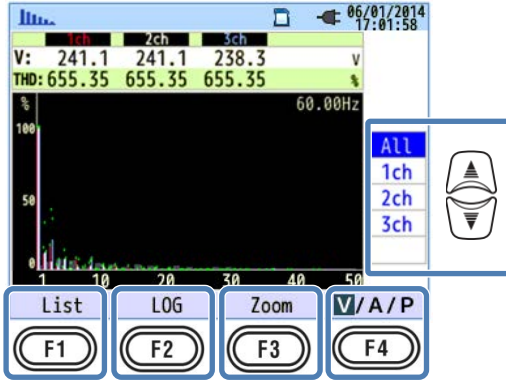 06/01/2014
17:01:58
1ch 2ch 3ch
V: 241.1 241.1 238.3 V
THD: 655.35 655.35 655.35 %
% 60.00Hz
100
50
0
1 10 20 30 40 50
All
1ch
2ch
3ch
List LOG Zoom V/A/P
F1 F2 F3 F4